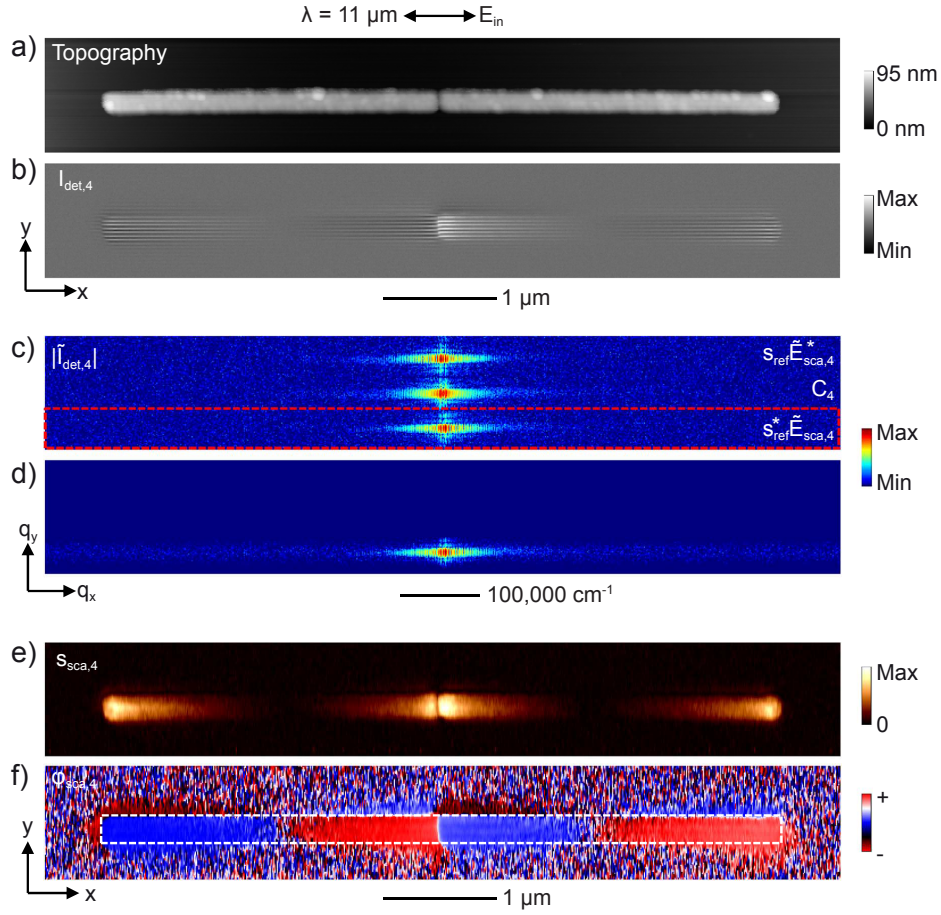 λ = 11 µm E_in
a) Topography
95 nm
0 nm
b) I_det,4
Max
Min
y
x
1 µm
c) |Ĩ_det,4|
s_ref Ẽ*_sca,4
C_4
s*_ref Ẽ_sca,4
Max
Min
d)
q_y
q_x
100,000 cm⁻¹
e) s_sca,4
Max
0
f) φ_sca,4
+
-
y
x
1 µm